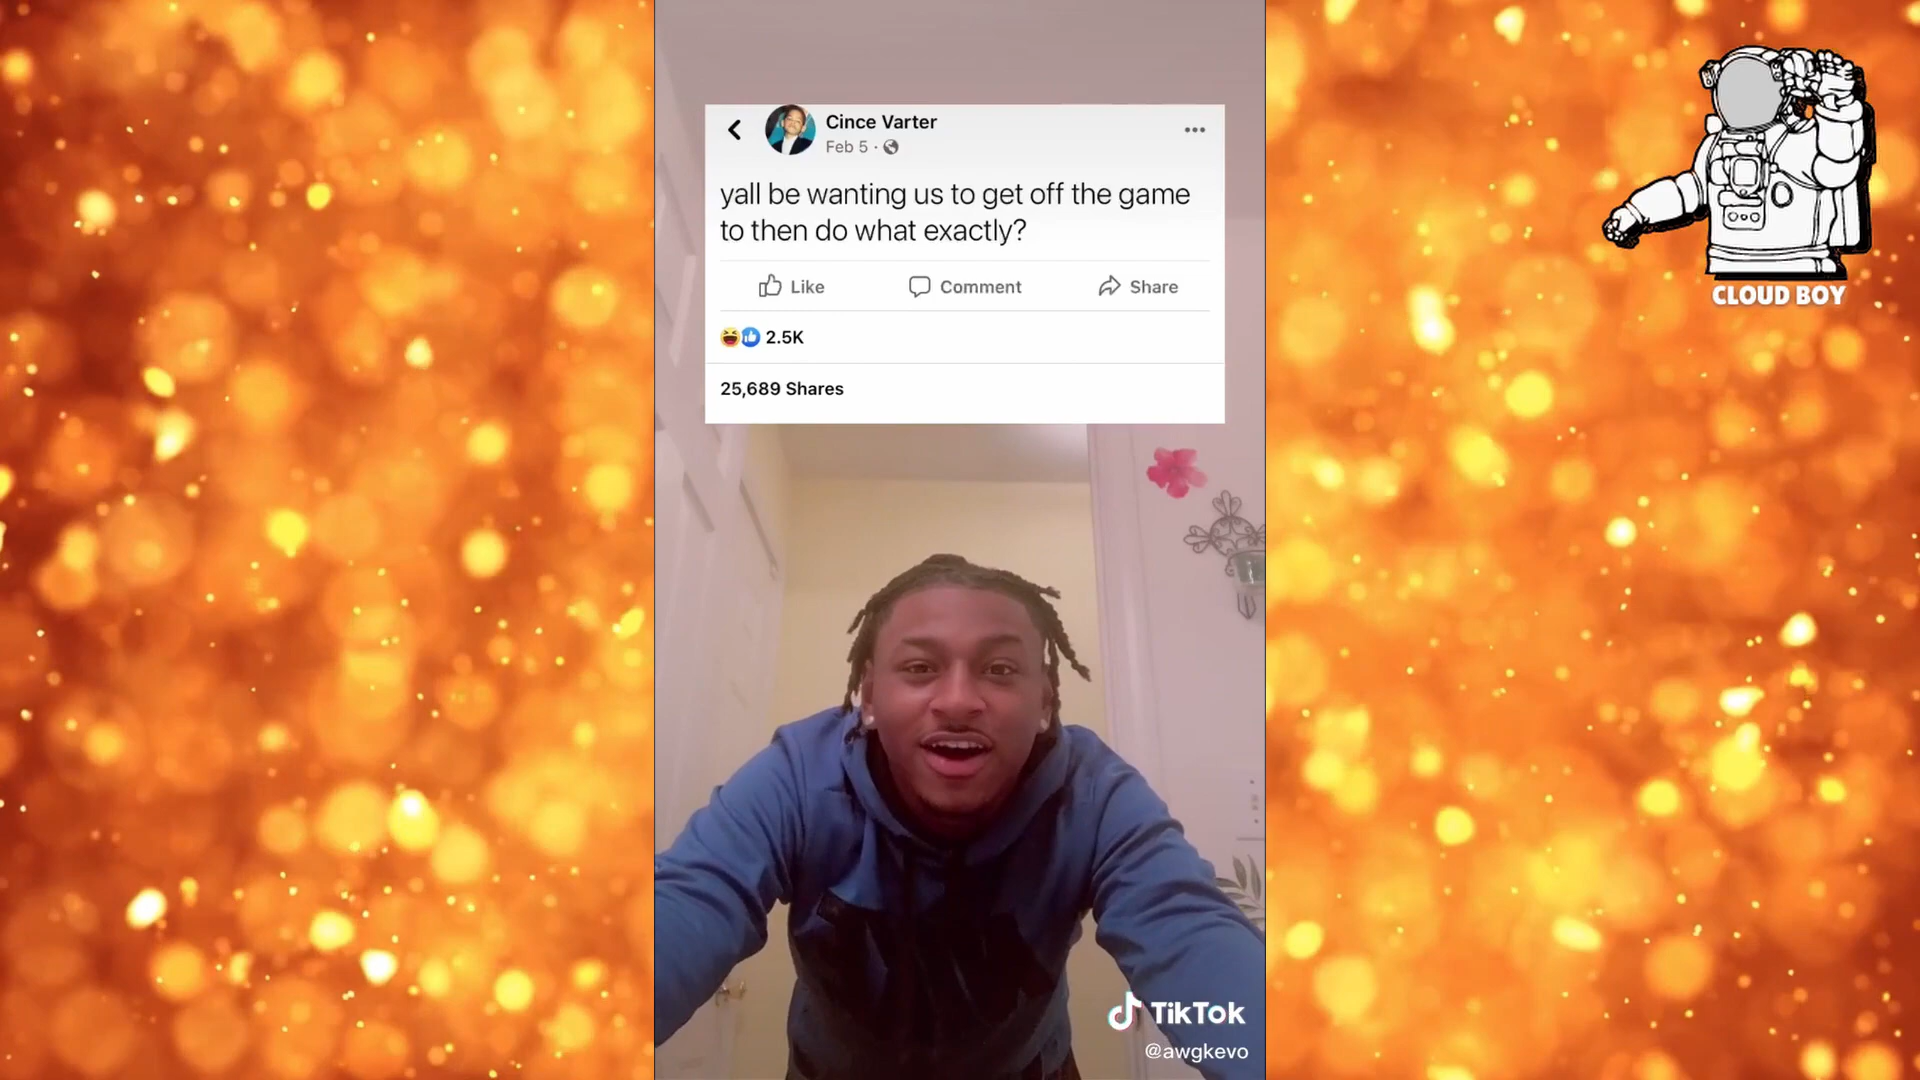 Cince Varter
Feb 5 ·
yall be wanting us to get off the game
to then do what exactly?
Like
Comment
Share
2.5K
25,689 Shares
CLOUD BOY
TikTok
@awgkevo